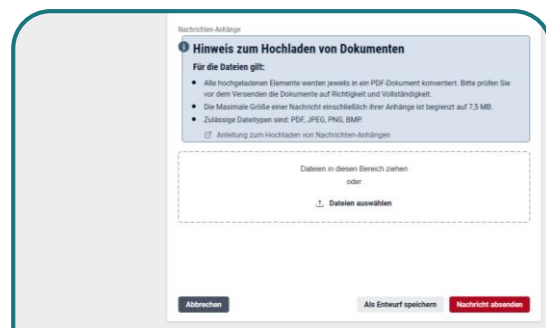 Nachrichten-Anhänge
Hinweis zum Hochladen von Dokumenten
Für die Dateien gilt:
Alle hochgeladenen Elemente werden jeweils in ein PDF-Dokument konvertiert. Bitte prüfen Sie
vor dem Versenden die Dokumente auf Richtigkeit und Vollständigkeit.
Die Maximale Größe einer Nachricht einschließlich ihrer Anhänge ist begrenzt auf 7,5 MB.
Zulässige Dateitypen sind: PDF, JPEG, PNG, BMP.
Anleitung zum Hochladen von Nachrichten-Anhängen
Dateien in diesen Bereich ziehen
oder
Dateien auswählen
Abbrechen Als Entwurf speichern Nachricht absenden